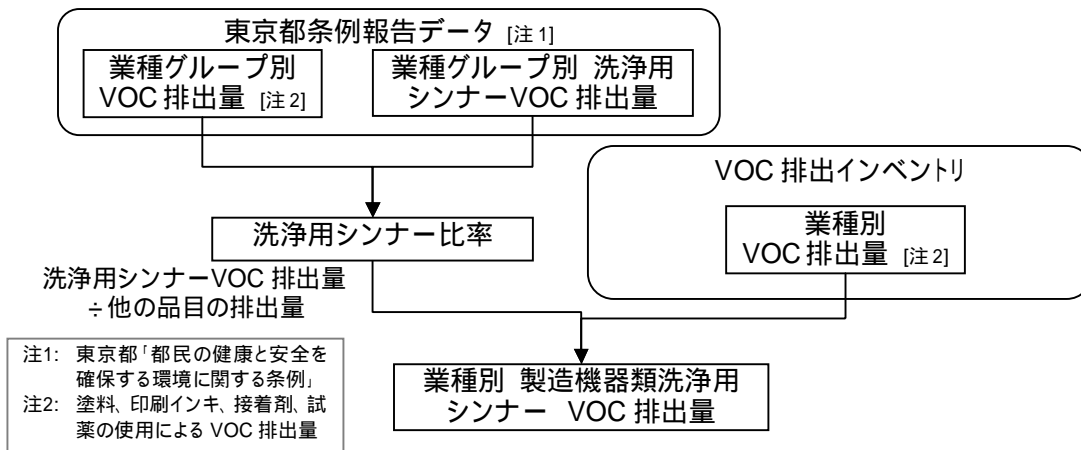 東京都条例報告データ [注1]
業種グループ別
VOC排出量 [注2]
業種グループ別 洗浄用
シンナーVOC排出量
VOC排出インベントリ
業種別
VOC排出量 [注2]
洗浄用シンナー比率
洗浄用シンナーVOC排出量
÷他の品目の排出量
業種別 製造機器類洗浄用
シンナー VOC排出量
注1: 東京都「都民の健康と安全を
確保する環境に関する条例」
注2: 塗料、印刷インキ、接着剤、試
薬の使用による VOC排出量